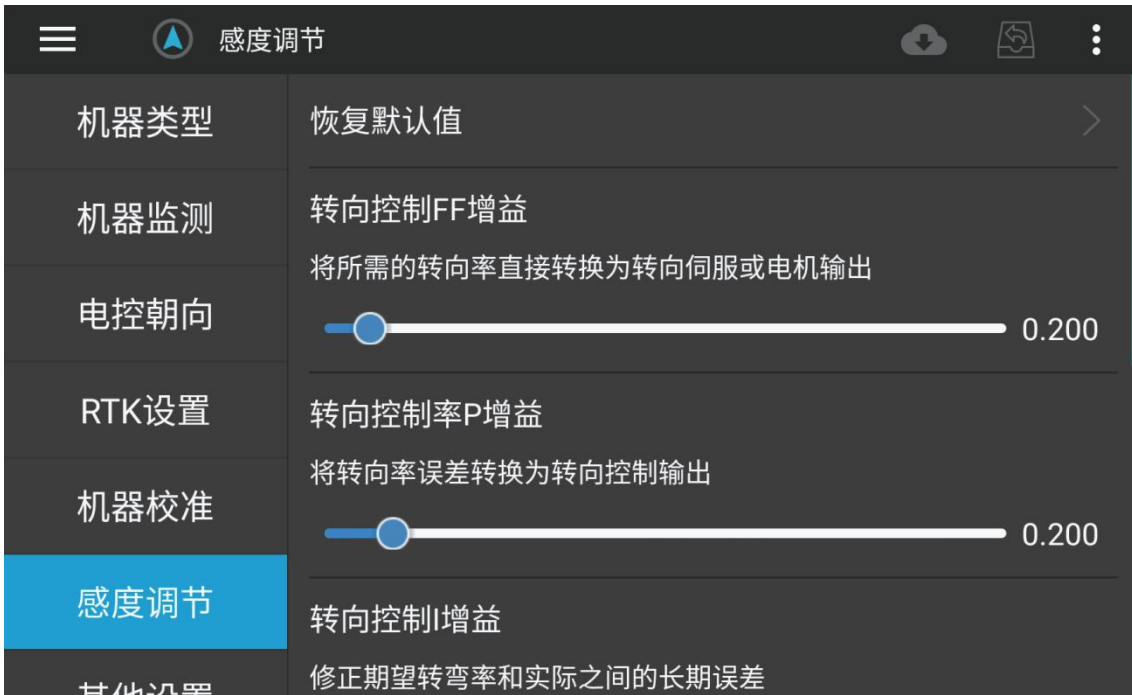 感度调节
机器类型
机器监测
电控朝向
RTK设置
机器校准
感度调节
其他设置
恢复默认值
转向控制FF增益
将所需的转向率直接转换为转向伺服或电机输出
0.200
转向控制率P增益
将转向率误差转换为转向控制输出
0.200
转向控制I增益
修正期望转弯率和实际之间的长期误差